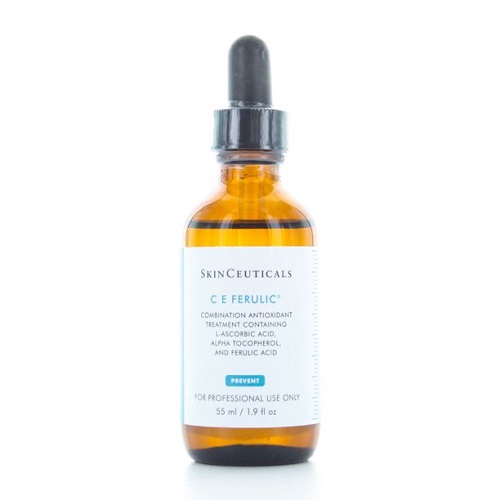 SKINCEUTICALS
C E FERULIC®
COMBINATION ANTIOXIDANT
TREATMENT CONTAINING
L-ASCORBIC ACID,
ALPHA TOCOPHEROL,
AND FERULIC ACID
PREVENT
FOR PROFESSIONAL USE ONLY
55 ml / 1.9 fl oz